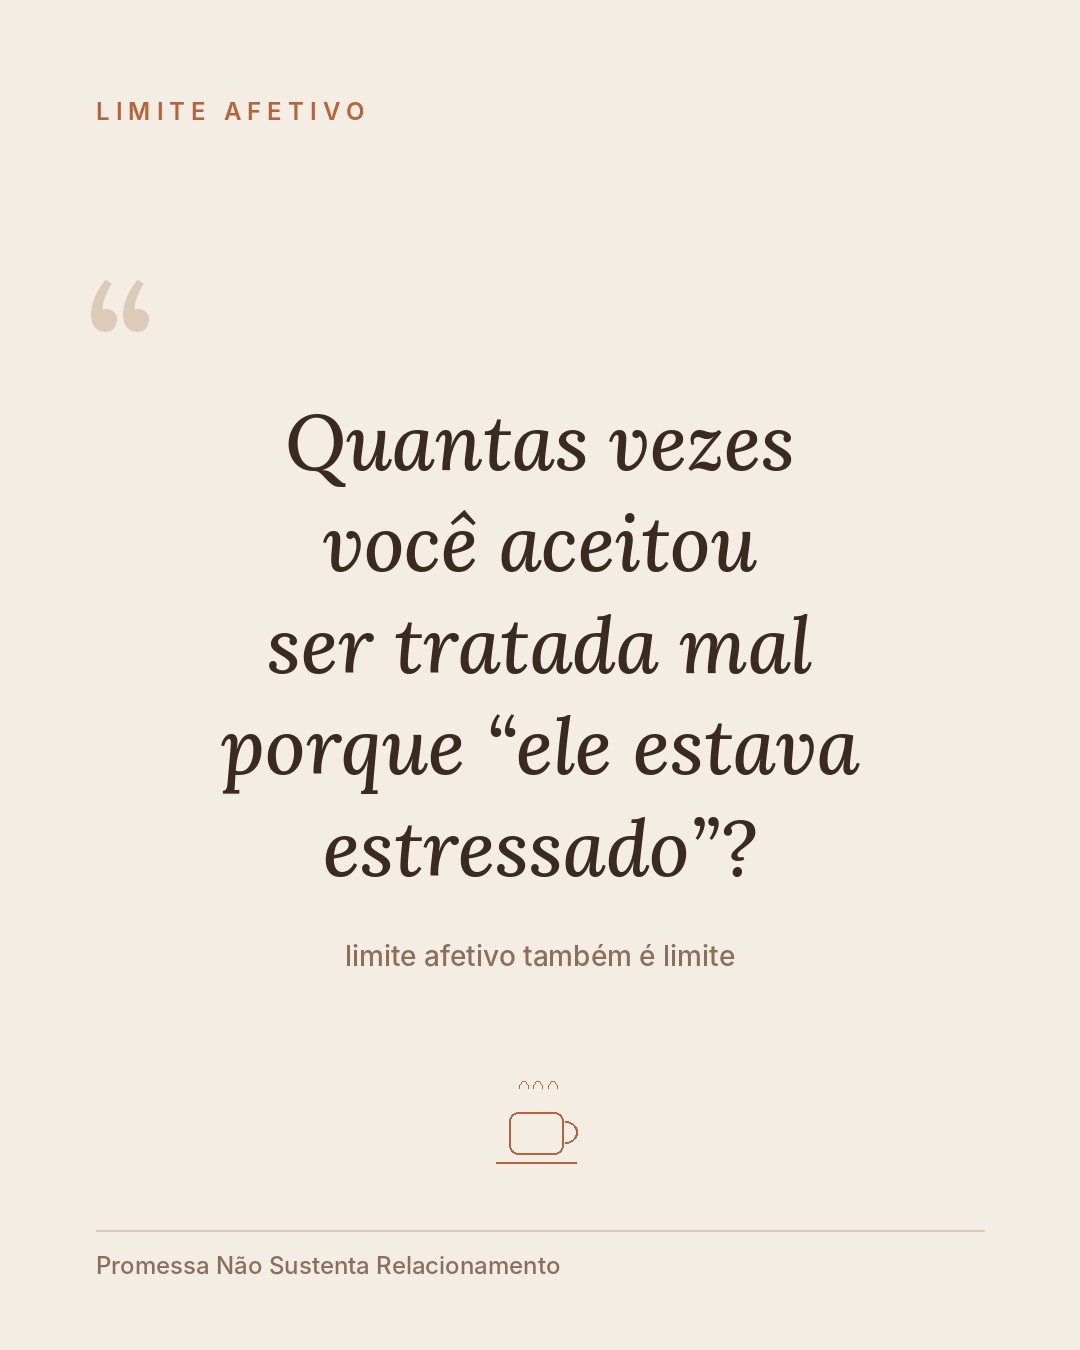 LIMITE AFETIVO
“
Quantas vezes
você aceitou
ser tratada mal
porque “ele estava
estressado”?
limite afetivo também é limite
Promessa Não Sustenta Relacionamento